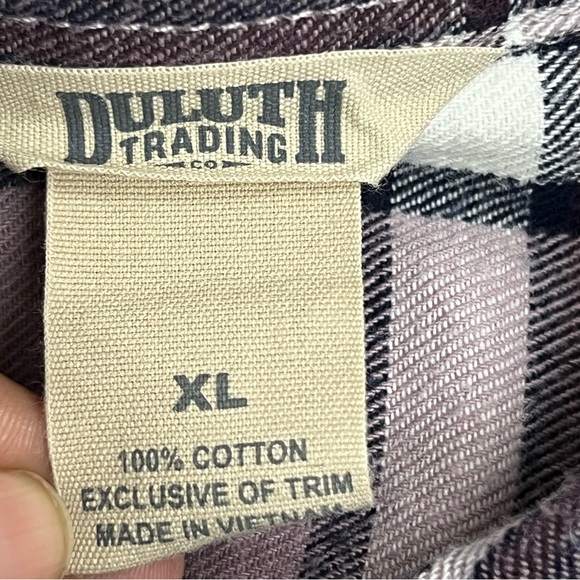 DULUTH
TRADING
CO
XL
100% COTTON
EXCLUSIVE OF TRIM
MADE IN VIETNAM